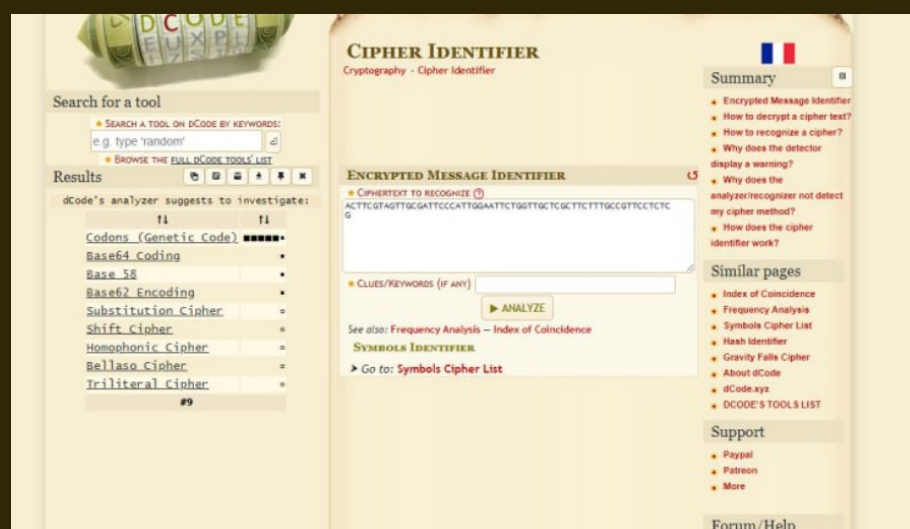 DCODE
EUXPL
CIPHER IDENTIFIER
Cryptography - Cipher Identifier
Search for a tool
SEARCH A TOOL ON DCODE BY KEYWORDS:
e.g. type 'random'
BROWSE THE FULL DCODE TOOLS' LIST
Results
dCode's analyzer suggests to investigate:
↑↓ ↑↓
Codons (Genetic Code)
Base64 Coding
Base 58
Base62 Encoding
Substitution Cipher
Shift Cipher
Homophonic Cipher
Bellaso Cipher
Triliteral Cipher
#9
ENCRYPTED MESSAGE IDENTIFIER
CIPHERTEXT TO RECOGNIZE ?
ACTTCGTAGTTGCGATTCCCATTGGAATTCTGGTTGCTCGCTTCTTTGCCGTTCCTCTC
G
CLUES/KEYWORDS (IF ANY)
▶ ANALYZE
See also: Frequency Analysis – Index of Coincidence
SYMBOLS IDENTIFIER
➤ Go to: Symbols Cipher List
Summary
Encrypted Message Identifier
How to decrypt a cipher text?
How to recognize a cipher?
Why does the detector
display a warning?
Why does the
analyzer/recognizer not detect
my cipher method?
How does the cipher
identifier work?
Similar pages
Index of Coincidence
Frequency Analysis
Symbols Cipher List
Hash Identifier
Gravity Falls Cipher
About dCode
dCode.xyz
DCODE'S TOOLS LIST
Support
Paypal
Patreon
More
Forum/Help